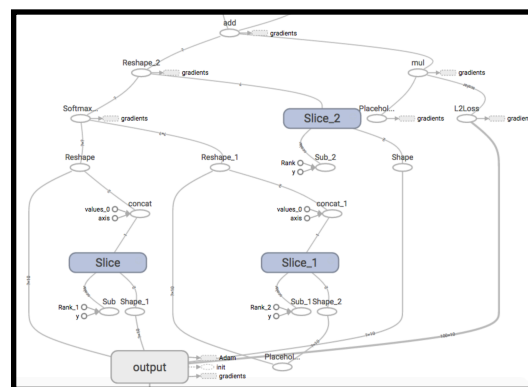 add
gradients
Reshape_2
gradients
mul
gradients
Softmax...
gradients
Slice_2
Placehol...
gradients
L2Loss
gradients
Reshape
Reshape_1
Rank
y
Sub_2
Shape
values_0
axis
concat
values_0
axis
concat_1
Slice
Slice_1
Rank_1
y
Sub
Shape_1
Rank_2
y
Sub_1
Shape_2
output
Adam
init
gradients
Placehol...